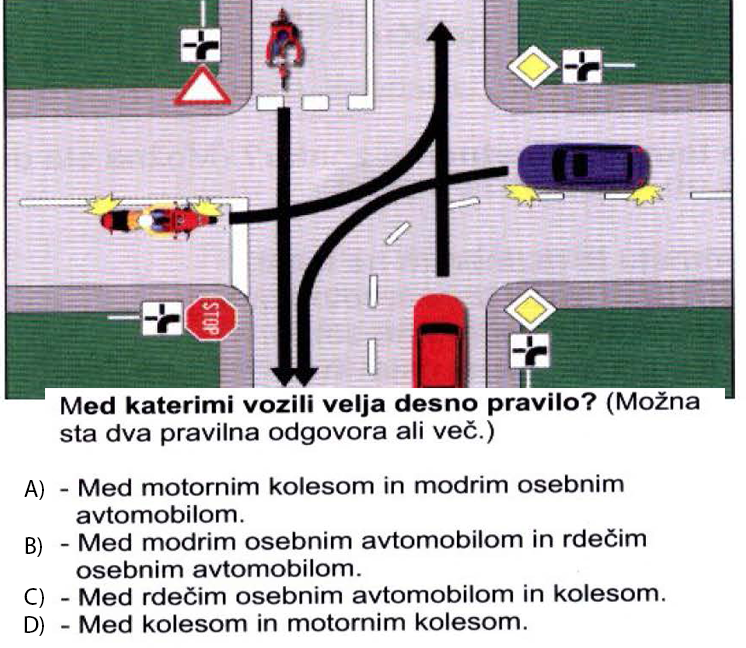 STOP
Med katerimi vozili velja desno pravilo? (Možna
sta dva pravilna odgovora ali več.)
A) - Med motornim kolesom in modrim osebnim
avtomobilom.
B) - Med modrim osebnim avtomobilom in rdečim
osebnim avtomobilom.
C) - Med rdečim osebnim avtomobilom in kolesom.
D) - Med kolesom in motornim kolesom.